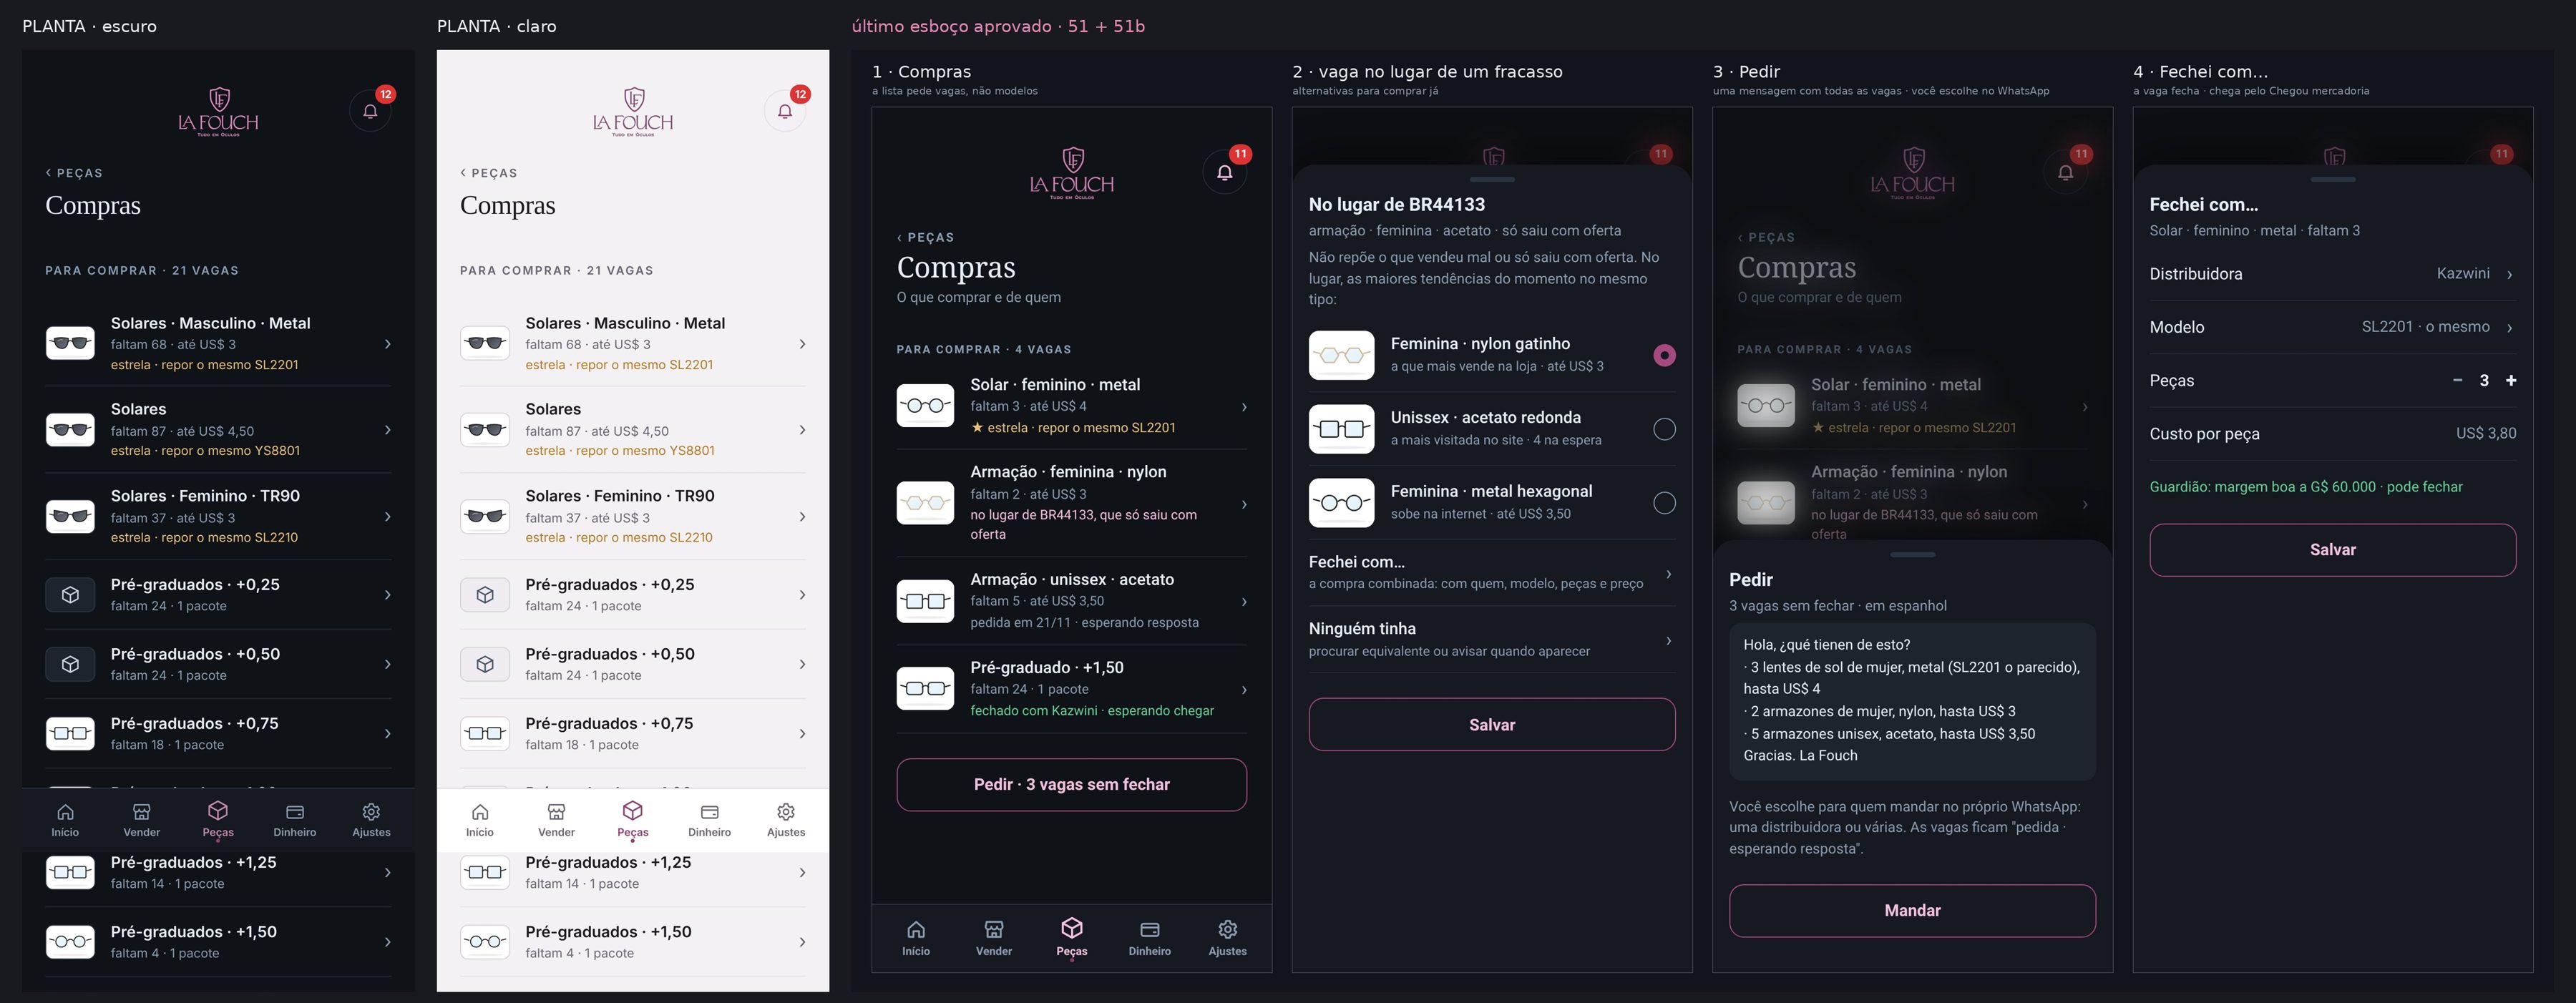 PLANTA · escuro
12
LA FOUCH
TUDO EM ÓCULOS
‹ PEÇAS
Compras
PARA COMPRAR · 21 VAGAS
Solares · Masculino · Metal
faltam 68 · até US$ 3
estrela · repor o mesmo SL2201
Solares
faltam 87 · até US$ 4,50
estrela · repor o mesmo YS8801
Solares · Feminino · TR90
faltam 37 · até US$ 3
estrela · repor o mesmo SL2210
Pré-graduados · +0,25
faltam 24 · 1 pacote
Pré-graduados · +0,50
faltam 24 · 1 pacote
Pré-graduados · +0,75
faltam 18 · 1 pacote
Início
Vender
Peças
Dinheiro
Ajustes
Pré-graduados · +1,25
faltam 14 · 1 pacote
Pré-graduados · +1,50
faltam 4 · 1 pacote
PLANTA · claro
12
LA FOUCH
TUDO EM ÓCULOS
‹ PEÇAS
Compras
PARA COMPRAR · 21 VAGAS
Solares · Masculino · Metal
faltam 68 · até US$ 3
estrela · repor o mesmo SL2201
Solares
faltam 87 · até US$ 4,50
estrela · repor o mesmo YS8801
Solares · Feminino · TR90
faltam 37 · até US$ 3
estrela · repor o mesmo SL2210
Pré-graduados · +0,25
faltam 24 · 1 pacote
Pré-graduados · +0,50
faltam 24 · 1 pacote
Pré-graduados · +0,75
faltam 18 · 1 pacote
Início
Vender
Peças
Dinheiro
Ajustes
Pré-graduados · +1,25
faltam 14 · 1 pacote
Pré-graduados · +1,50
faltam 4 · 1 pacote
último esboço aprovado · 51 + 51b
1 · Compras
a lista pede vagas, não modelos
11
LA FOUCH
TUDO EM ÓCULOS
‹ PEÇAS
Compras
O que comprar e de quem
PARA COMPRAR · 4 VAGAS
Solar · feminino · metal
faltam 3 · até US$ 4
★ estrela · repor o mesmo SL2201
Armação · feminina · nylon
faltam 2 · até US$ 3
no lugar de BR44133, que só saiu com
oferta
Armação · unissex · acetato
faltam 5 · até US$ 3,50
pedida em 21/11 · esperando resposta
Pré-graduado · +1,50
faltam 24 · 1 pacote
fechado com Kazwini · esperando chegar
Pedir · 3 vagas sem fechar
Início
Vender
Peças
Dinheiro
Ajustes
2 · vaga no lugar de um fracasso
alternativas para comprar já
11
No lugar de BR44133
armação · feminina · acetato · só saiu com oferta
Não repõe o que vendeu mal ou só saiu com oferta. No
lugar, as maiores tendências do momento no mesmo
tipo:
Feminina · nylon gatinho
a que mais vende na loja · até US$ 3
Unissex · acetato redonda
a mais visitada no site · 4 na espera
Feminina · metal hexagonal
sobe na internet · até US$ 3,50
Fechei com...
a compra combinada: com quem, modelo, peças e preço
Ninguém tinha
procurar equivalente ou avisar quando aparecer
Salvar
3 · Pedir
uma mensagem com todas as vagas · você escolhe no WhatsApp
11
LA FOUCH
TUDO EM ÓCULOS
‹ PEÇAS
Compras
O que comprar e de quem
PARA COMPRAR · 4 VAGAS
Solar · feminino · metal
faltam 3 · até US$ 4
★ estrela · repor o mesmo SL2201
Armação · feminina · nylon
faltam 2 · até US$ 3
no lugar de BR44133, que só saiu com
oferta
Pedir
3 vagas sem fechar · em espanhol
Hola, ¿qué tienen de esto?
· 3 lentes de sol de mujer, metal (SL2201 o parecido),
hasta US$ 4
· 2 armazones de mujer, nylon, hasta US$ 3
· 5 armazones unisex, acetato, hasta US$ 3,50
Gracias. La Fouch
Você escolhe para quem mandar no próprio WhatsApp:
uma distribuidora ou várias. As vagas ficam "pedida ·
esperando resposta".
Mandar
4 · Fechei com...
a vaga fecha · chega pelo Chegou mercadoria
11
Fechei com...
Solar · feminino · metal · faltam 3
Distribuidora
Kazwini ›
Modelo
SL2201 · o mesmo ›
Peças
− 3 +
Custo por peça
US$ 3,80
Guardião: margem boa a G$ 60.000 · pode fechar
Salvar